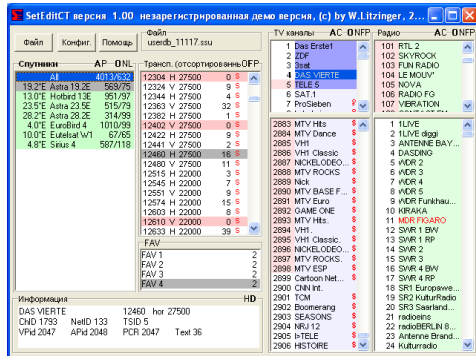 SetEditCT версия 1.00 незарегистрированная демо версия, (c) by W.Litzinger, 2...
Файл
Конфиг.
Помощь
Файл
userdb_11117.ssu
Спутники AP ONL
All 4013/632
19.2°E Astra 19.2E 569/75
13.0°E Hotbird 13E 951/99
23.5°E Astra 23.5E 515/79
28.2°E Astra 28.2E 314/99
4.0°E EuroBird 4 1010/99
10.0°E Eutelsat W1 67/65
4.8°E Sirius 4 587/118
Трансп. (отсортированы OFP
12304 H 27500 0 S
12324 V 27500 9 S
12344 H 27500 4 S
12363 V 27500 32 S
12382 H 27500 1 S
12402 V 27500 0 S
12422 H 27500 9 S
12441 V 27500 2 S
12460 H 27500 16 S
12480 V 27500 11 S
12515 H 22000 3 S
12545 H 22000 7 S
12551 V 22000 9 S
12574 H 22000 15 S
12603 H 22000 8 S
12610 V 22000 0 S
12633 H 22000 39 S
FAV
FAV 1 2
FAV 2 2
FAV 3 2
FAV 4 2
Информация HD
DAS VIERTE 12460 hor 27500
ChID 1793 NetID 133 TSID 5
VPid 2047 APid 2048 PCR 2047 Text 36
TV каналы AC ONFP
1 Das Erste1
2 ZDF
3 3sat
4 DAS VIERTE
5 TELE 5
6 SAT.1
7 ProSieben S
2883 MTV Hits S
2884 MTV Dance S
2885 VH1 S
2886 VH1 Classic S
2887 NICKELODEO... S
2888 MTV ROCKS S
2889 Nick S
2890 MTV BASE F... S
2891 MTV Euro S
2892 GAME ONE S
2893 MTV Hits. S
2894 VH1. S
2895 VH1 Classic. S
2896 NICKELODEO... S
2897 MTV ROCKS. S
2898 MTV ESP S
2899 Cartoon Net... S
2900 CNN Int.
2901 TCM S
2902 Boomerang S
2903 SEASONS S
2904 NRJ 12 S
2905 i>TELE S
2906 HISTOIRE S
Радио AC ONFP
101 RTL 2
102 SKYROCK
103 FUN RADIO
104 LE MOUV'
105 NOVA
106 RADIO FG
107 VIBRATION
1 1LIVE
2 1LIVE diggi
3 ANTENNE BAY...
4 DASDING
5 WDR 2
6 WDR 3
7 WDR 4
8 WDR 5
9 WDR Funkhau...
10 KIRAKA
11 MDR FIGARO
12 SWR 1 BW
13 SWR 1 RP
14 SWR 2
15 SWR 3
16 SWR 4 BW
17 SWR 4 RP
18 SR1 Europawe...
19 SR2 KulturRadio
20 SR3 Saarland...
21 radioeins
22 radioBERLIN 8...
23 Antenne Brand...
24 Kulturradio